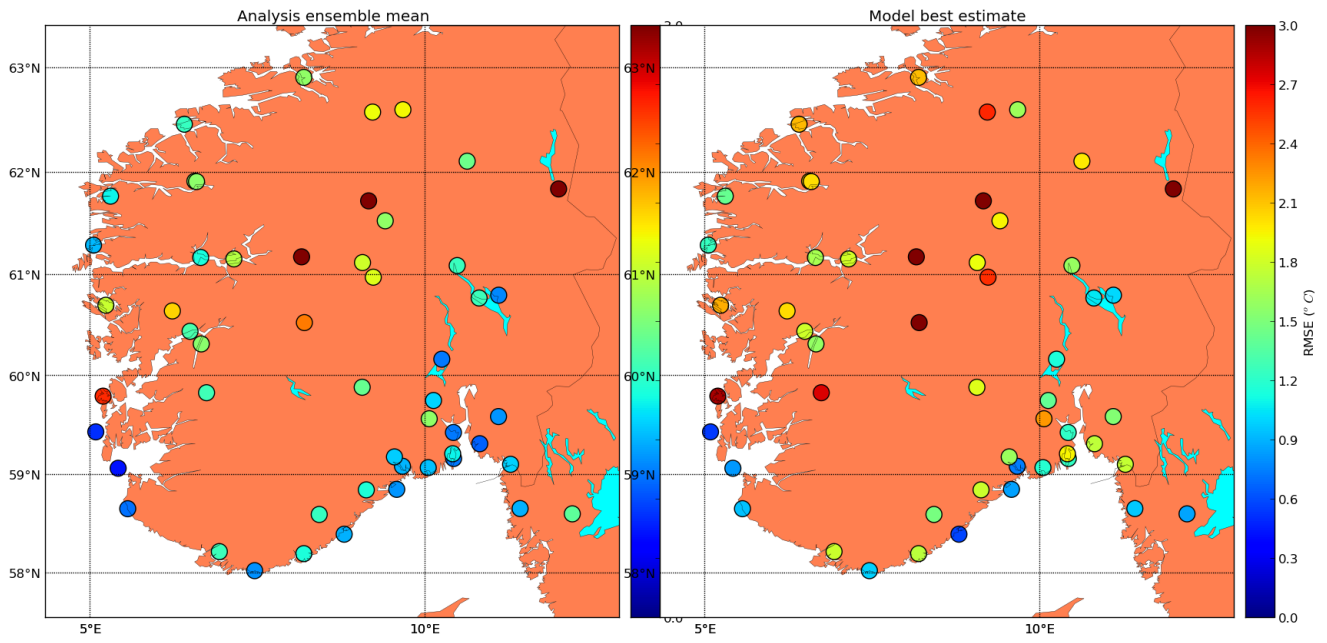 Analysis ensemble mean
Model best estimate
63°N
62°N
61°N
60°N
59°N
58°N
5°E
10°E
3.0
63°N
62°N
61°N
60°N
59°N
58°N
0.0
5°E
10°E
3.0
2.7
2.4
2.1
1.8
1.5
1.2
0.9
0.6
0.3
0.0
RMSE (° C)